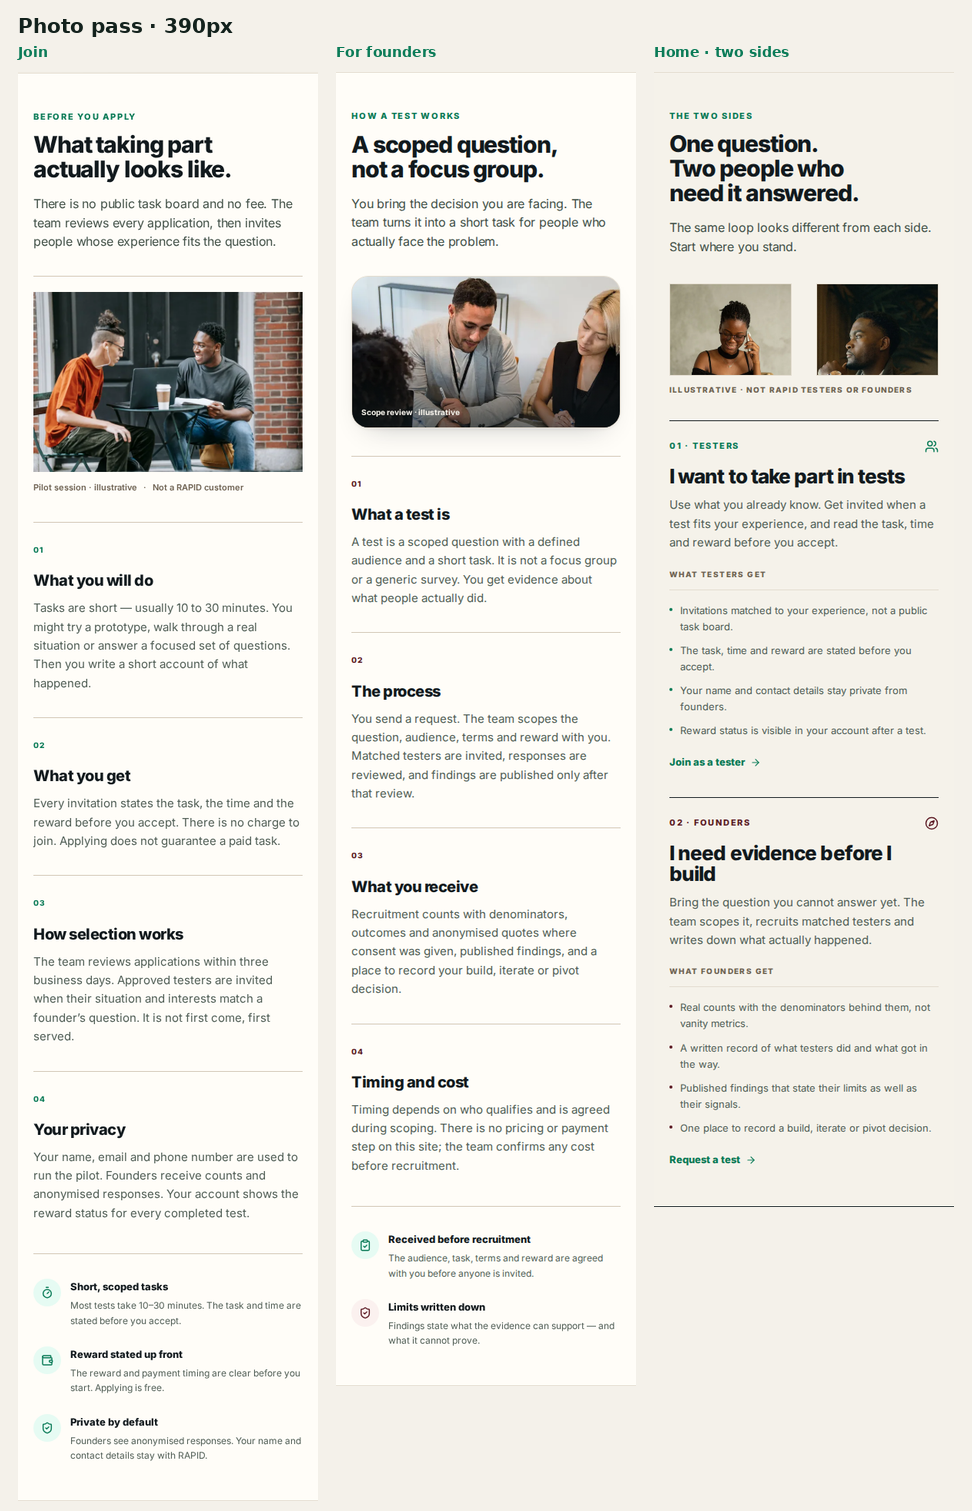 Photo pass · 390px
Join
BEFORE YOU APPLY
What taking part
actually looks like.
There is no public task board and no fee. The
team reviews every application, then invites
people whose experience fits the question.
Pilot session · illustrative · Not a RAPID customer
01
What you will do
Tasks are short — usually 10 to 30 minutes. You
might try a prototype, walk through a real
situation or answer a focused set of questions.
Then you write a short account of what
happened.
02
What you get
Every invitation states the task, the time and the
reward before you accept. There is no charge to
join. Applying does not guarantee a paid task.
03
How selection works
The team reviews applications within three
business days. Approved testers are invited
when their situation and interests match a
founder’s question. It is not first come, first
served.
04
Your privacy
Your name, email and phone number are used to
run the pilot. Founders receive counts and
anonymised responses. Your account shows the
reward status for every completed test.
Short, scoped tasks
Most tests take 10–30 minutes. The task and time are
stated before you accept.
Reward stated up front
The reward and payment timing are clear before you
start. Applying is free.
Private by default
Founders see anonymised responses. Your name and
contact details stay with RAPID.
For founders
HOW A TEST WORKS
A scoped question,
not a focus group.
You bring the decision you are facing. The
team turns it into a short task for people who
actually face the problem.
Scope review · illustrative
01
What a test is
A test is a scoped question with a defined
audience and a short task. It is not a focus group
or a generic survey. You get evidence about
what people actually did.
02
The process
You send a request. The team scopes the
question, audience, terms and reward with you.
Matched testers are invited, responses are
reviewed, and findings are published only after
that review.
03
What you receive
Recruitment counts with denominators,
outcomes and anonymised quotes where
consent was given, published findings, and a
place to record your build, iterate or pivot
decision.
04
Timing and cost
Timing depends on who qualifies and is agreed
during scoping. There is no pricing or payment
step on this site; the team confirms any cost
before recruitment.
Received before recruitment
The audience, task, terms and reward are agreed
with you before anyone is invited.
Limits written down
Findings state what the evidence can support — and
what it cannot prove.
Home · two sides
THE TWO SIDES
One question.
Two people who
need it answered.
The same loop looks different from each side.
Start where you stand.
ILLUSTRATIVE · NOT RAPID TESTERS OR FOUNDERS
01 · TESTERS
I want to take part in tests
Use what you already know. Get invited when a
test fits your experience, and read the task, time
and reward before you accept.
WHAT TESTERS GET
• Invitations matched to your experience, not a public
task board.
• The task, time and reward are stated before you
accept.
• Your name and contact details stay private from
founders.
• Reward status is visible in your account after a test.
Join as a tester →
02 · FOUNDERS
I need evidence before I
build
Bring the question you cannot answer yet. The
team scopes it, recruits matched testers and
writes down what actually happened.
WHAT FOUNDERS GET
• Real counts with the denominators behind them, not
vanity metrics.
• A written record of what testers did and what got in
the way.
• Published findings that state their limits as well as
their signals.
• One place to record a build, iterate or pivot decision.
Request a test →